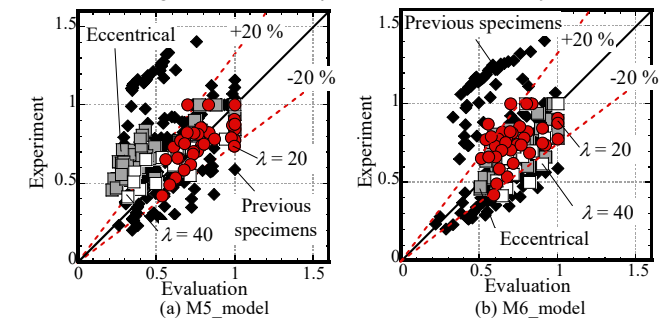 1.5
Eccentrical
+20 %
-20 %
1
Experiment
λ = 20
0.5
Previous
specimens
λ = 40
0
0
0.5
1
1.5
Evaluation
(a) M5_model
1.5
Previous specimens
+20 %
-20 %
1
Experiment
λ = 20
0.5
λ = 40
Eccentrical
0
0
0.5
1
1.5
Evaluation
(b) M6_model